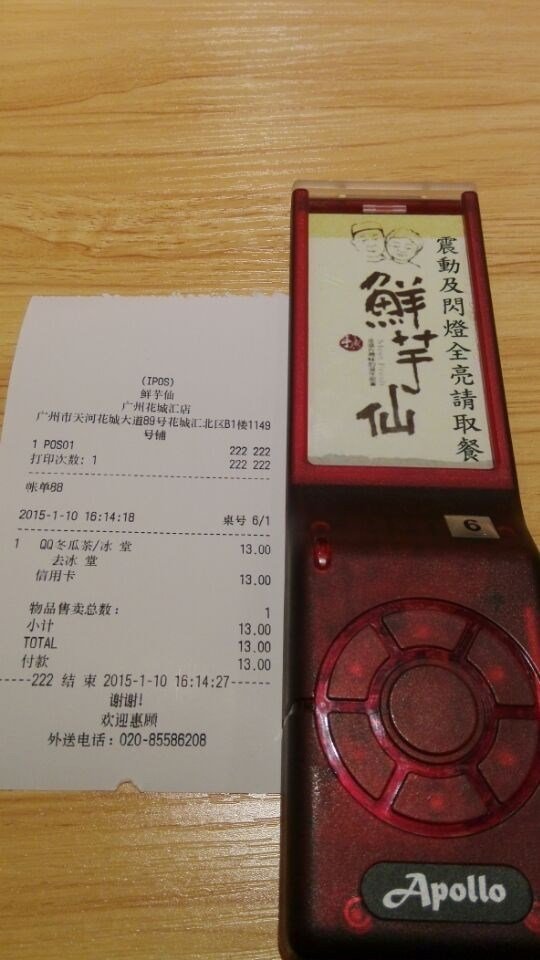 (IPOS)
鲜芋仙
广州花城汇店
广州市天河花城大道89号花城汇北区B1楼1149
号铺
1 POS01 222 222
打印次数: 1 222 222
帐单88
2015-1-10 16:14:18 桌号 6/1
1 QQ冬瓜茶/冰 堂 13.00
去冰 堂
信用卡 13.00
物品售卖总数: 1
小计 13.00
TOTAL 13.00
付款 13.00
-----222 结 束 2015-1-10 16:14:27------
谢谢!
欢迎惠顾
外送电话: 020-85586208
震動及閃燈全亮請取餐
鮮芋仙
6
Apollo